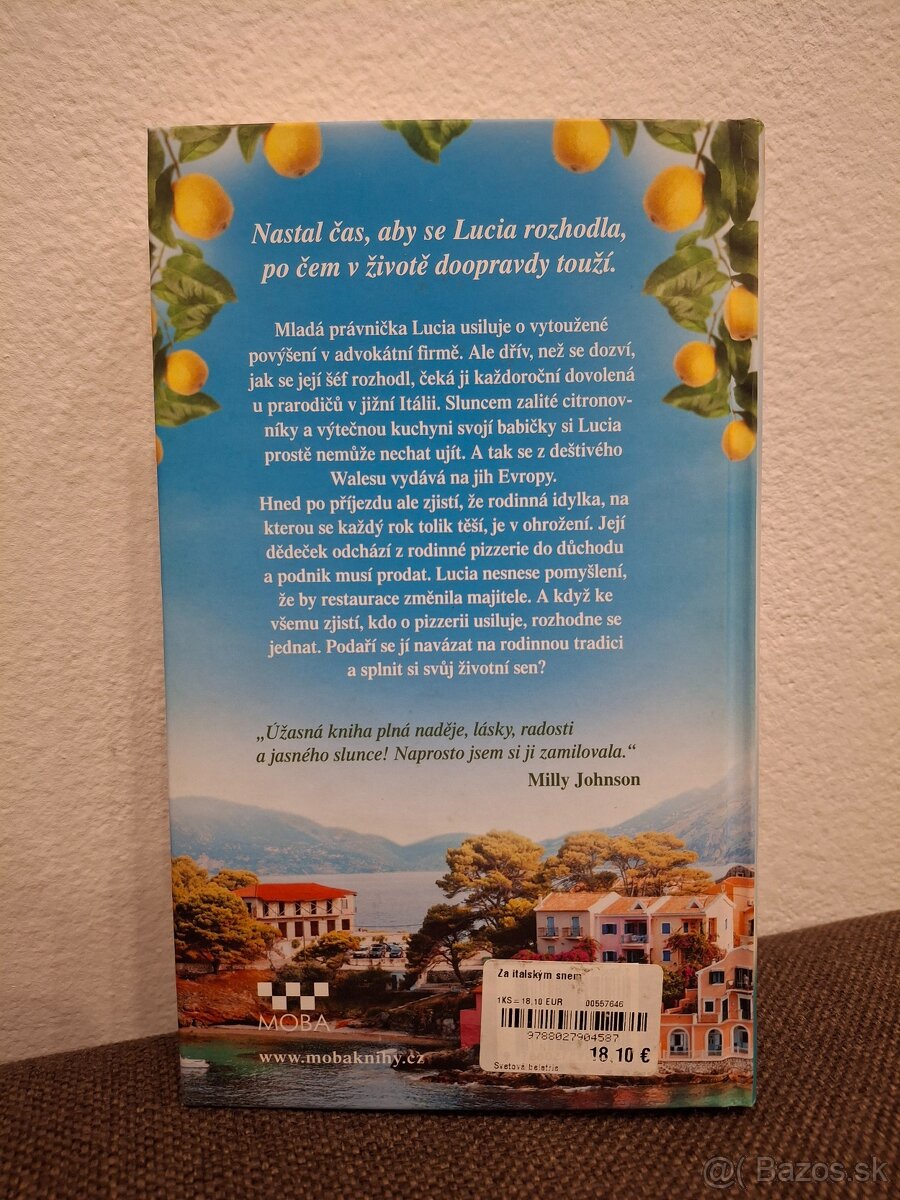 Nastal čas, aby se Lucia rozhodla,
po čem v životě doopravdy touží.
Mladá právnička Lucia usiluje o vytoužené
povýšení v advokátní firmě. Ale dřív, než se dozví,
jak se její šéf rozhodl, čeká ji každoroční dovolená
u prarodičů v jižní Itálii. Sluncem zalité citronov-
níky a výtečnou kuchyni svojí babičky si Lucia
prostě nemůže nechat ujít. A tak se z deštivého
Walesu vydává na jih Evropy.
Hned po příjezdu ale zjistí, že rodinná idylka, na
kterou se každý rok tolik těší, je v ohrožení. Její
dědeček odchází z rodinné pizzerie do důchodu
a podnik musí prodat. Lucia nesnese pomyšlení,
že by restaurace změnila majitele. A když ke
všemu zjistí, kdo o pizzerii usiluje, rozhodne se
jednat. Podaří se jí navázat na rodinnou tradici
a splnit si svůj životní sen?
„Úžasná kniha plná naděje, lásky, radosti
a jasného slunce! Naprosto jsem si ji zamilovala.“
Milly Johnson
MOBA
www.mobaknihy.cz
Za italským snem
1KS = 18,10 EUR 00557646
9788027904587
18,10 €
Svetová beletria
@( Bazos.sk